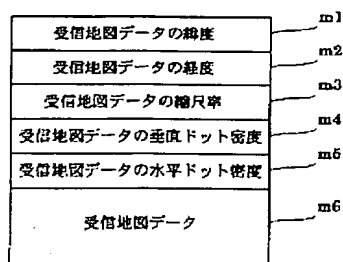 受信地図データの緯度 m1
受信地図データの経度 m2
受信地図データの縮尺率 m3
受信地図データの垂直ドット密度 m4
受信地図データの水平ドット密度 m5
受信地図データ m6